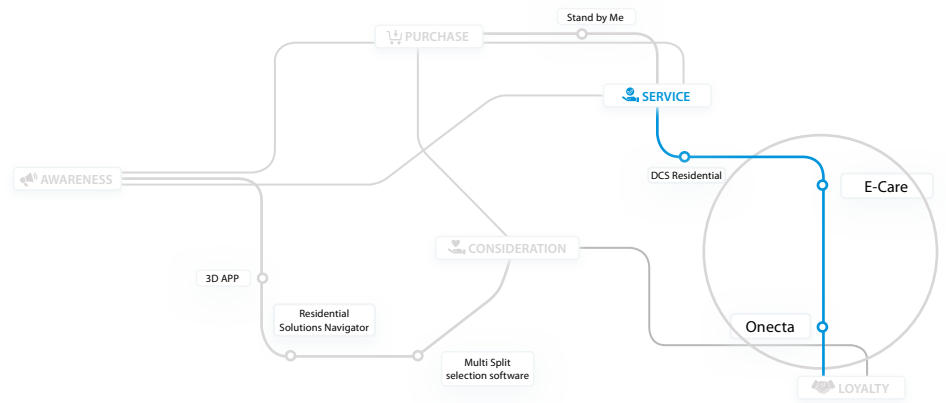 Stand by Me
PURCHASE
SERVICE
DCS Residential
E-Care
AWARENESS
CONSIDERATION
3D APP
Residential
Solutions Navigator
Onecta
Multi Split
selection software
LOYALTY